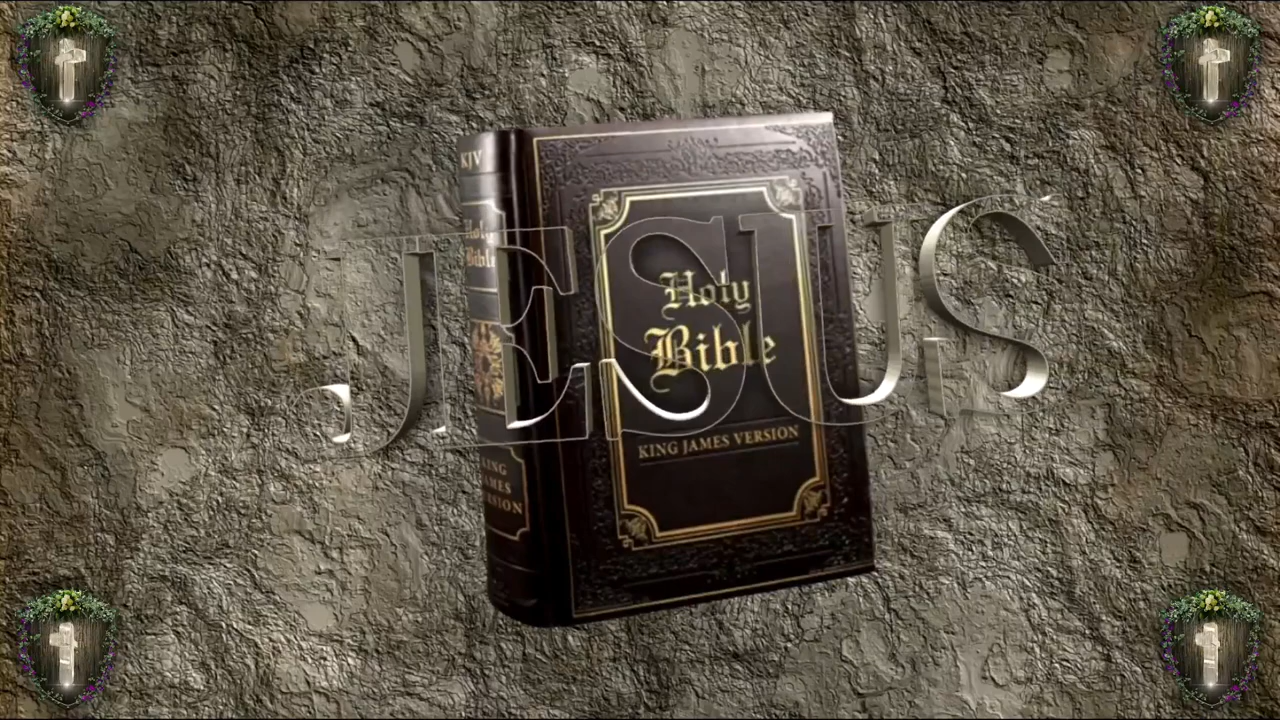 KJV
Holy
Bible
KING
JAMES
VERSION
JESUS
Holy
Bible
KING JAMES VERSION